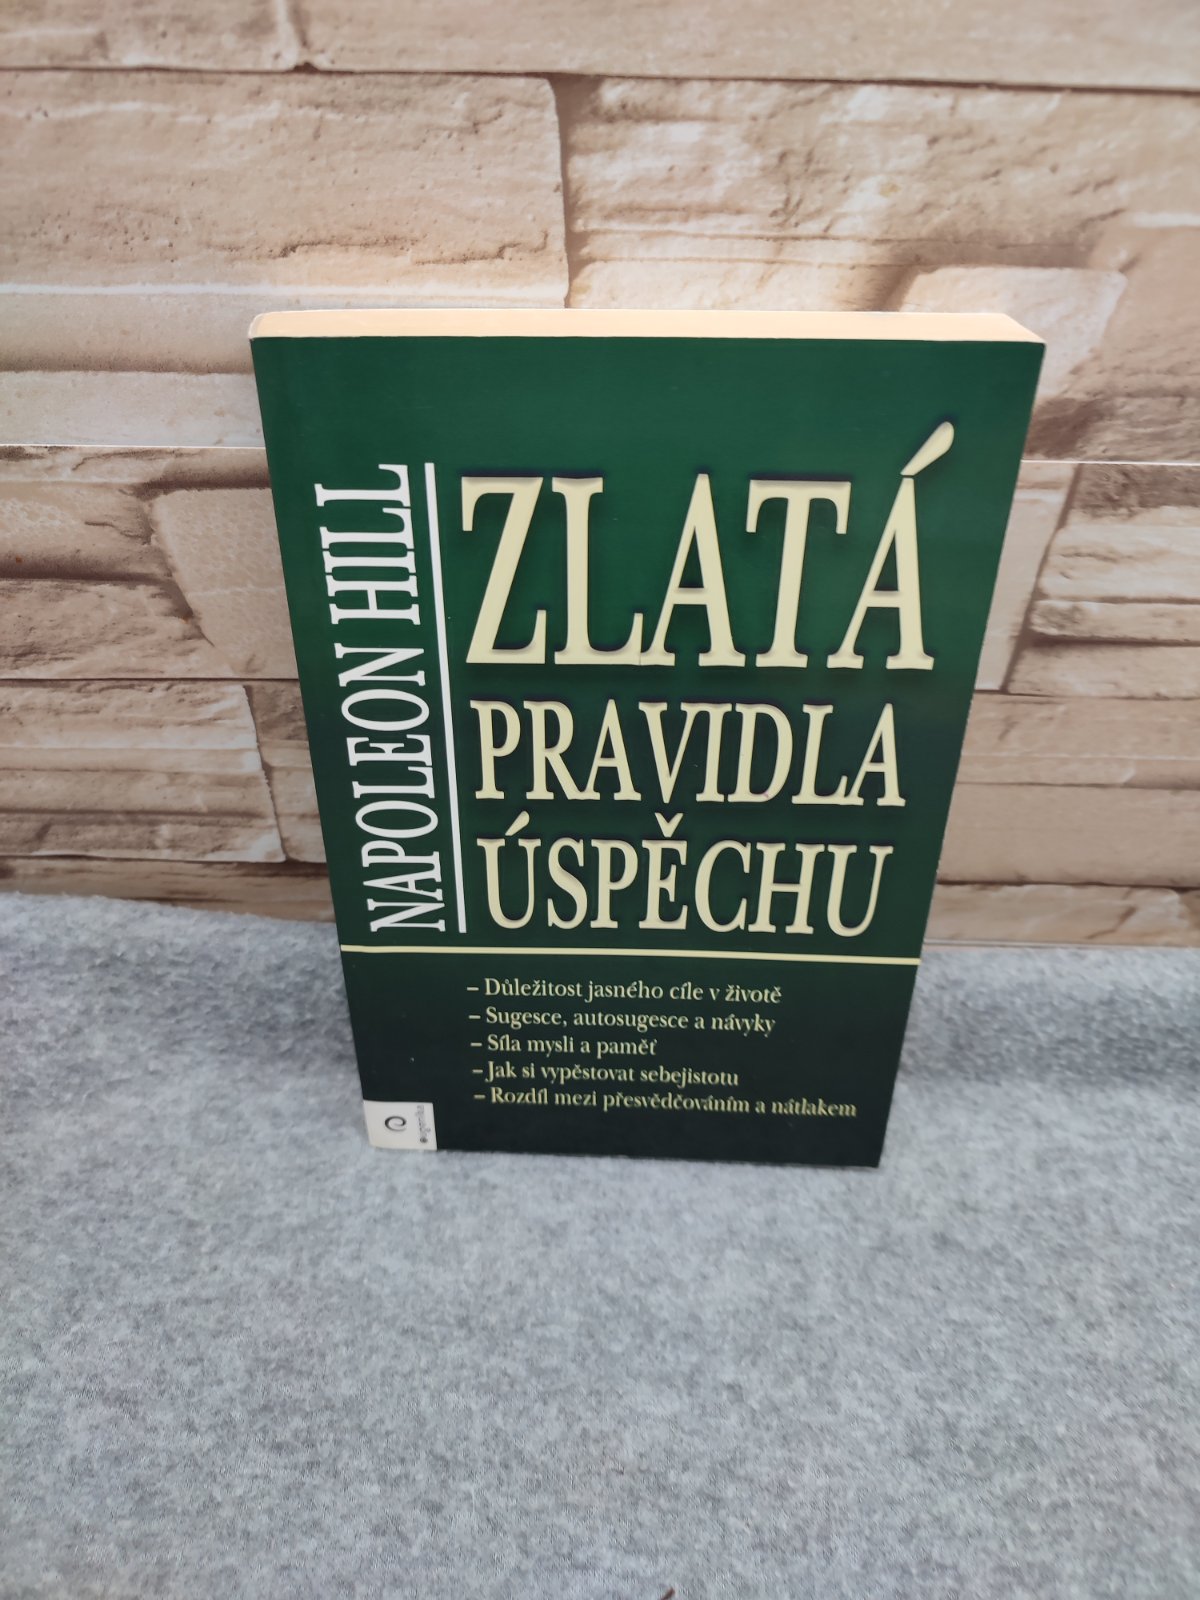 NAPOLEON HILL
ZLATÁ
PRAVIDLA
ÚSPĚCHU
– Důležitost jasného cíle v životě
– Sugesce, autosugesce a návyky
– Síla mysli a paměť
– Jak si vypěstovat sebejistotu
– Rozdíl mezi přesvědčováním a nátlakem
eugenika